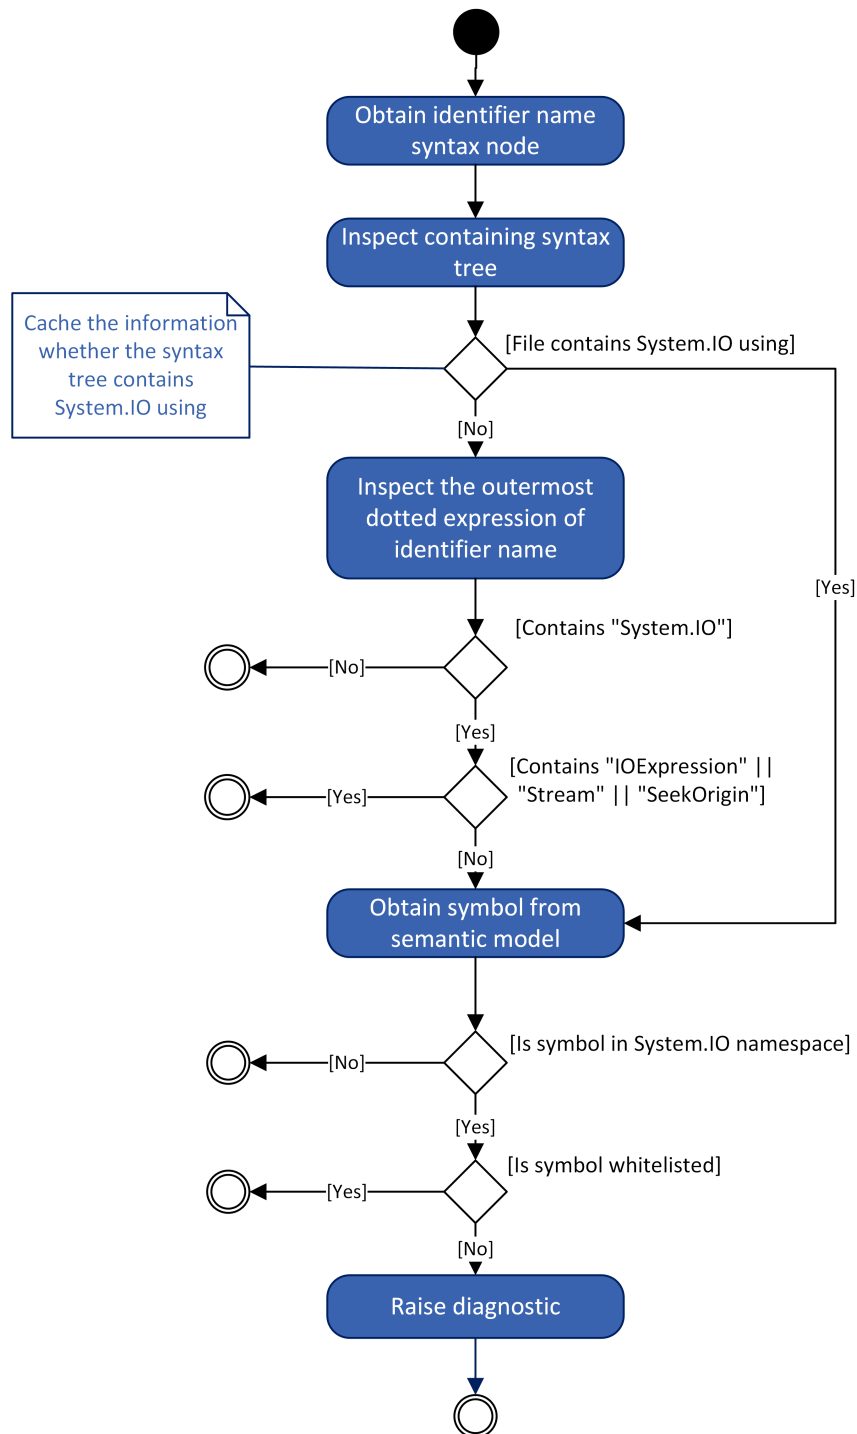 Obtain identifier name
syntax node
Inspect containing syntax
tree
Cache the information
whether the syntax
tree contains
System.IO using
[File contains System.IO using]
[No]
Inspect the outermost
dotted expression of
identifier name
[Yes]
[Contains "System.IO"]
[No]
[Yes]
[Contains "IOExpression" ||
"Stream" || "SeekOrigin"]
[Yes]
[No]
Obtain symbol from
semantic model
[Is symbol in System.IO namespace]
[No]
[Yes]
[Is symbol whitelisted]
[Yes]
[No]
Raise diagnostic